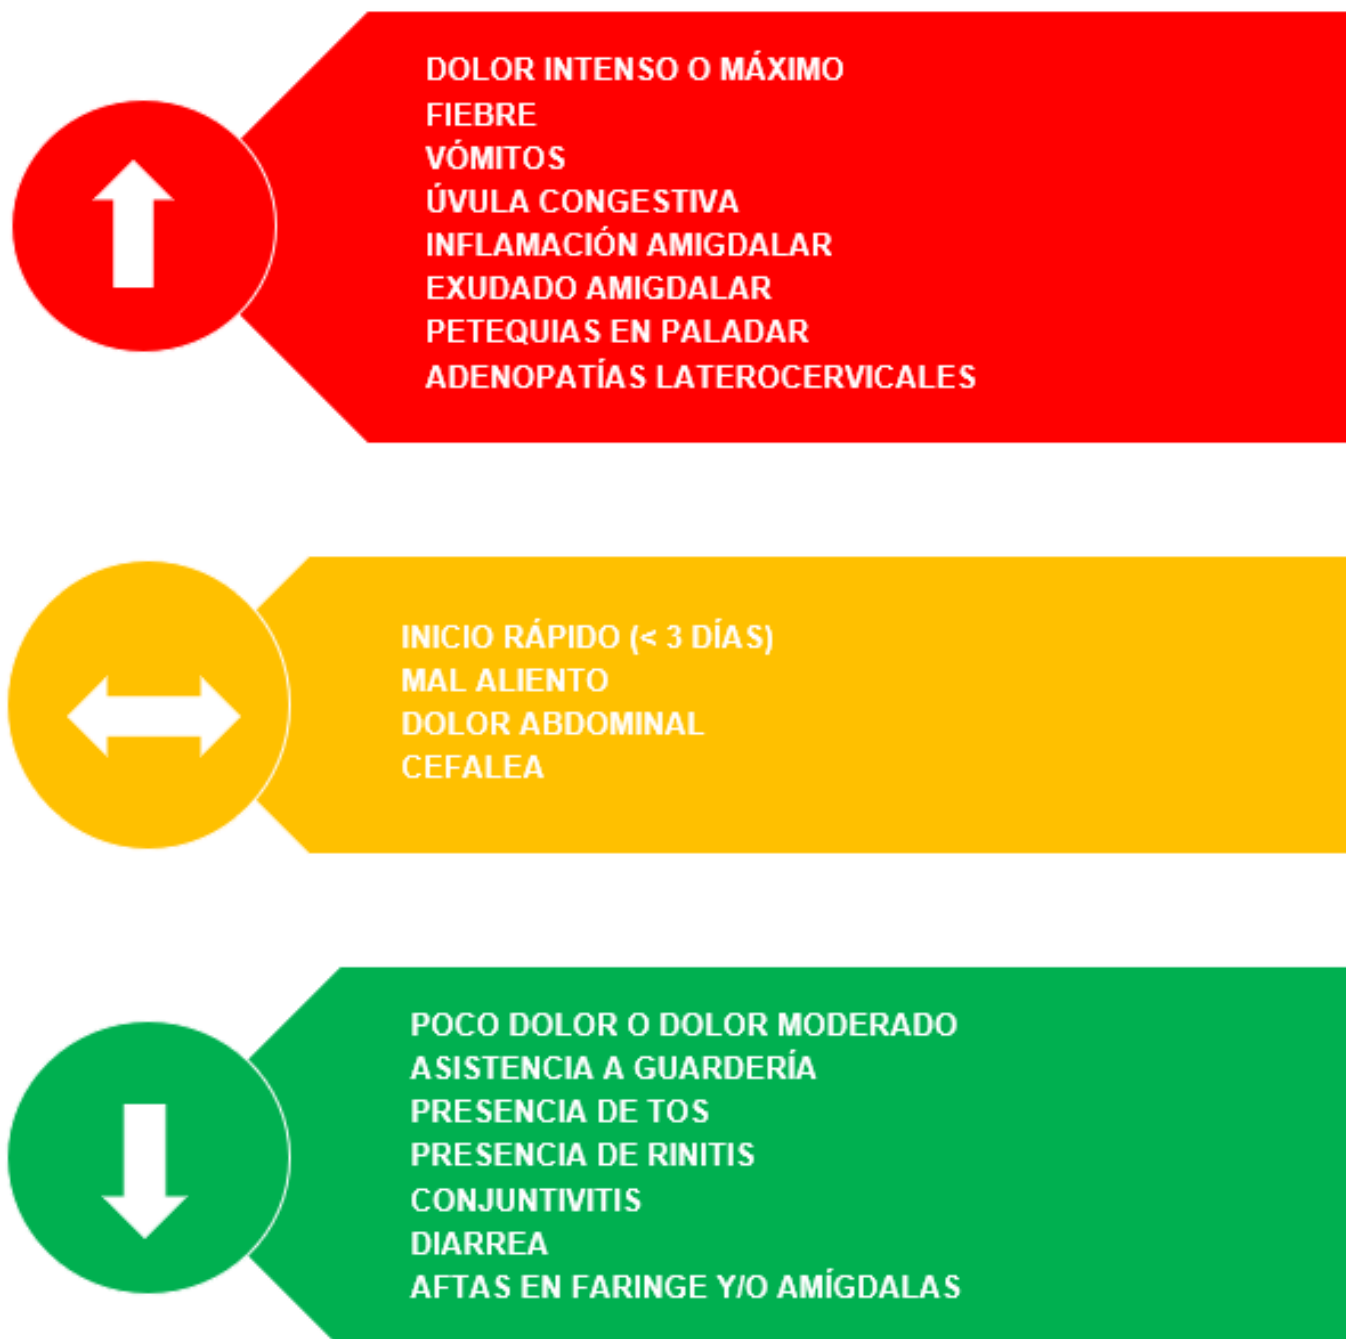 DOLOR INTENSO O MÁXIMO
FIEBRE
VÓMITOS
ÚVULA CONGESTIVA
INFLAMACIÓN AMIGDALAR
EXUDADO AMIGDALAR
PETEQUIAS EN PALADAR
ADENOPATÍAS LATEROCERVICALES
INICIO RÁPIDO (< 3 DÍAS)
MAL ALIENTO
DOLOR ABDOMINAL
CEFALEA
POCO DOLOR O DOLOR MODERADO
ASISTENCIA A GUARDERÍA
PRESENCIA DE TOS
PRESENCIA DE RINITIS
CONJUNTIVITIS
DIARREA
AFTAS EN FARINGE Y/O AMÍGDALAS